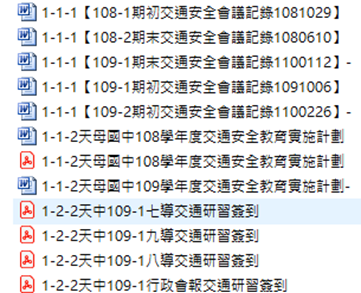 1-1-1【108-1期初交通安全會議記錄1081029】
1-1-1【108-2期末交通安全會議記錄1080610】
1-1-1【109-1期末交通安全會議記錄1100112】-
1-1-1【109-1期初交通安全會議記錄1091006】
1-1-1【109-2期初交通安全會議記錄1100226】-
1-1-2天母國中108學年度交通安全教育實施計劃
1-1-2天母國中108學年度交通安全教育實施計劃
1-1-2天母國中109學年度交通安全教育實施計劃-
1-2-2天中109-1七導交通研習簽到
1-2-2天中109-1九導交通研習簽到
1-2-2天中109-1八導交通研習簽到
1-2-2天中109-1行政會報交通研習簽到